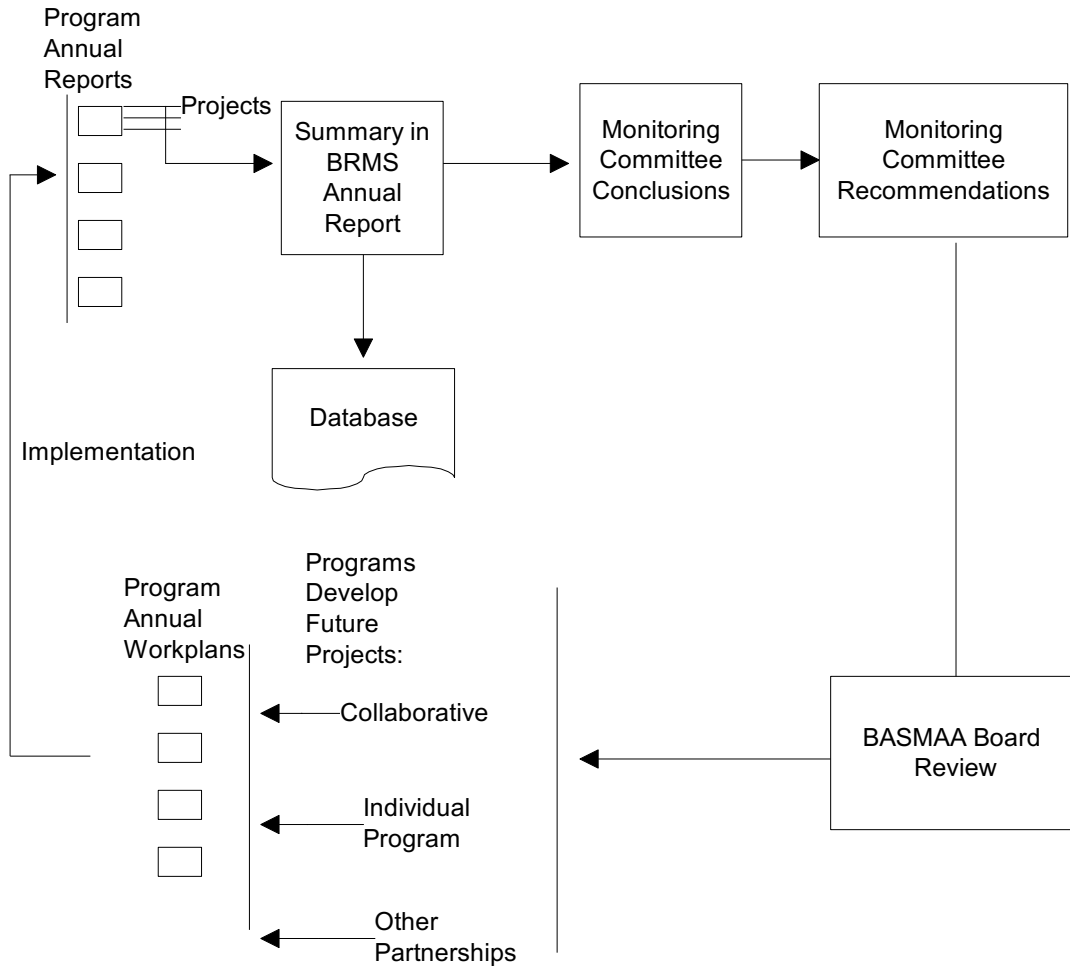 Program
Annual
Reports
Projects
Summary in
BRMS
Annual
Report
Monitoring
Committee
Conclusions
Monitoring
Committee
Recommendations
Database
Implementation
Program
Annual
Workplans
Programs
Develop
Future
Projects:
Collaborative
Individual
Program
Other
Partnerships
BASMAA Board
Review